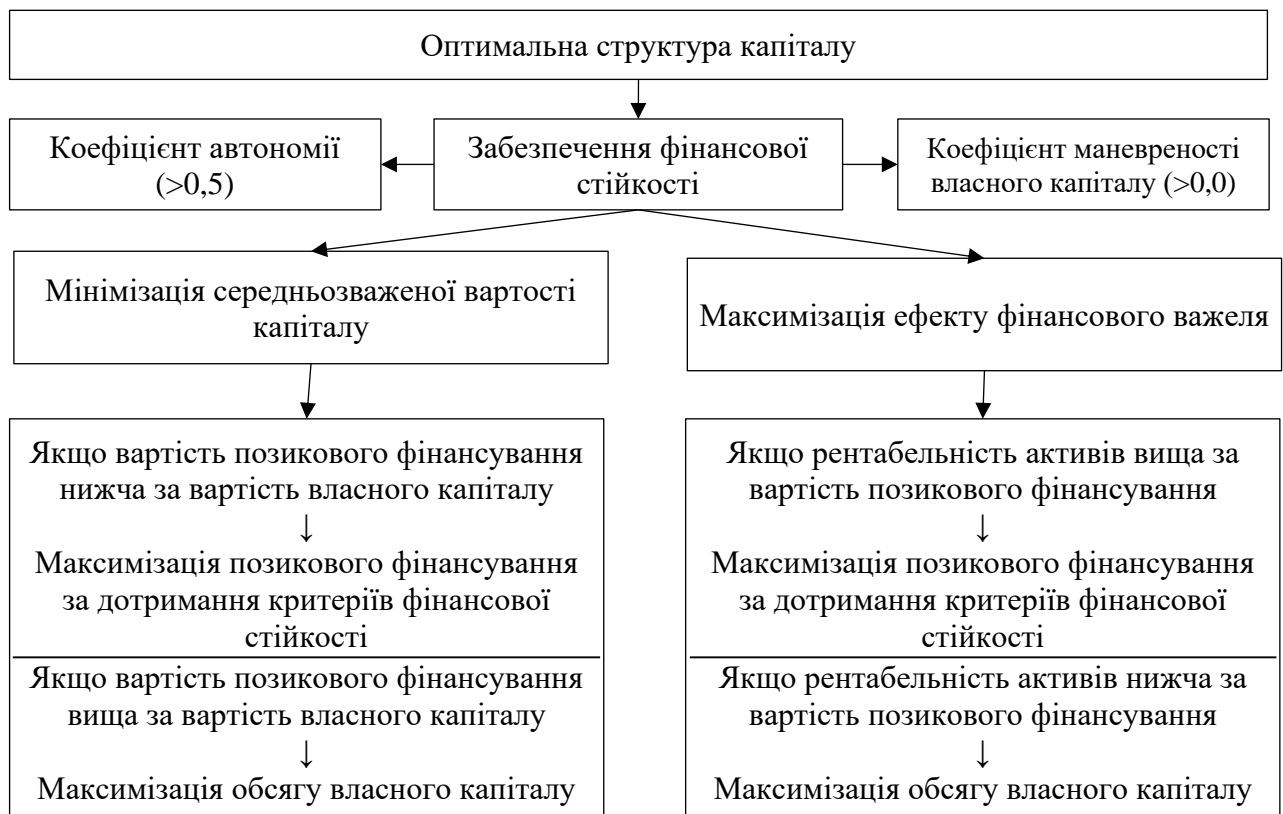 Оптимальна структура капіталу
Коефіцієнт автономії
(>0,5)
Забезпечення фінансової
стійкості
Коефіцієнт маневреності
власного капіталу (>0,0)
Мінімізація середньозваженої вартості
капіталу
Максимізація ефекту фінансового важеля
Якщо вартість позикового фінансування
нижча за вартість власного капіталу
↓
Максимізація позикового фінансування
за дотримання критеріїв фінансової
стійкості
Якщо вартість позикового фінансування
вища за вартість власного капіталу
↓
Максимізація обсягу власного капіталу
Якщо рентабельність активів вища за
вартість позикового фінансування
↓
Максимізація позикового фінансування
за дотримання критеріїв фінансової
стійкості
Якщо рентабельність активів нижча за
вартість позикового фінансування
↓
Максимізація обсягу власного капіталу